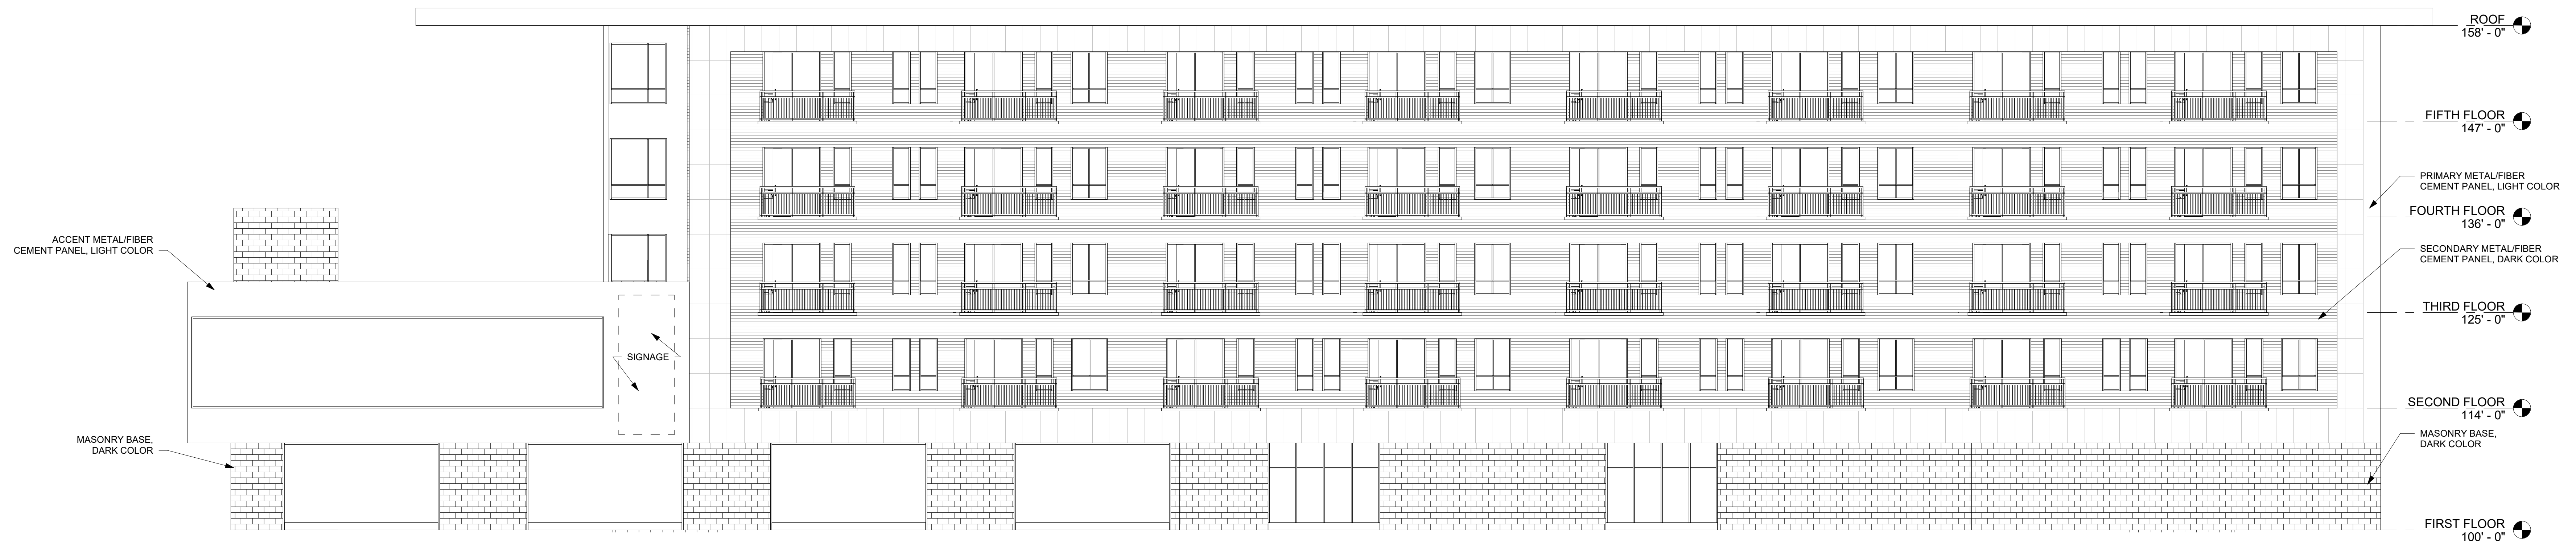 ROOF
158' - 0"
FIFTH FLOOR
147' - 0"
PRIMARY METAL/FIBER
CEMENT PANEL, LIGHT COLOR
FOURTH FLOOR
136' - 0"
ACCENT METAL/FIBER
CEMENT PANEL, LIGHT COLOR
SECONDARY METAL/FIBER
CEMENT PANEL, DARK COLOR
THIRD FLOOR
125' - 0"
SIGNAGE
SECOND FLOOR
114' - 0"
MASONRY BASE,
DARK COLOR
MASONRY BASE,
DARK COLOR
FIRST FLOOR
100' - 0"